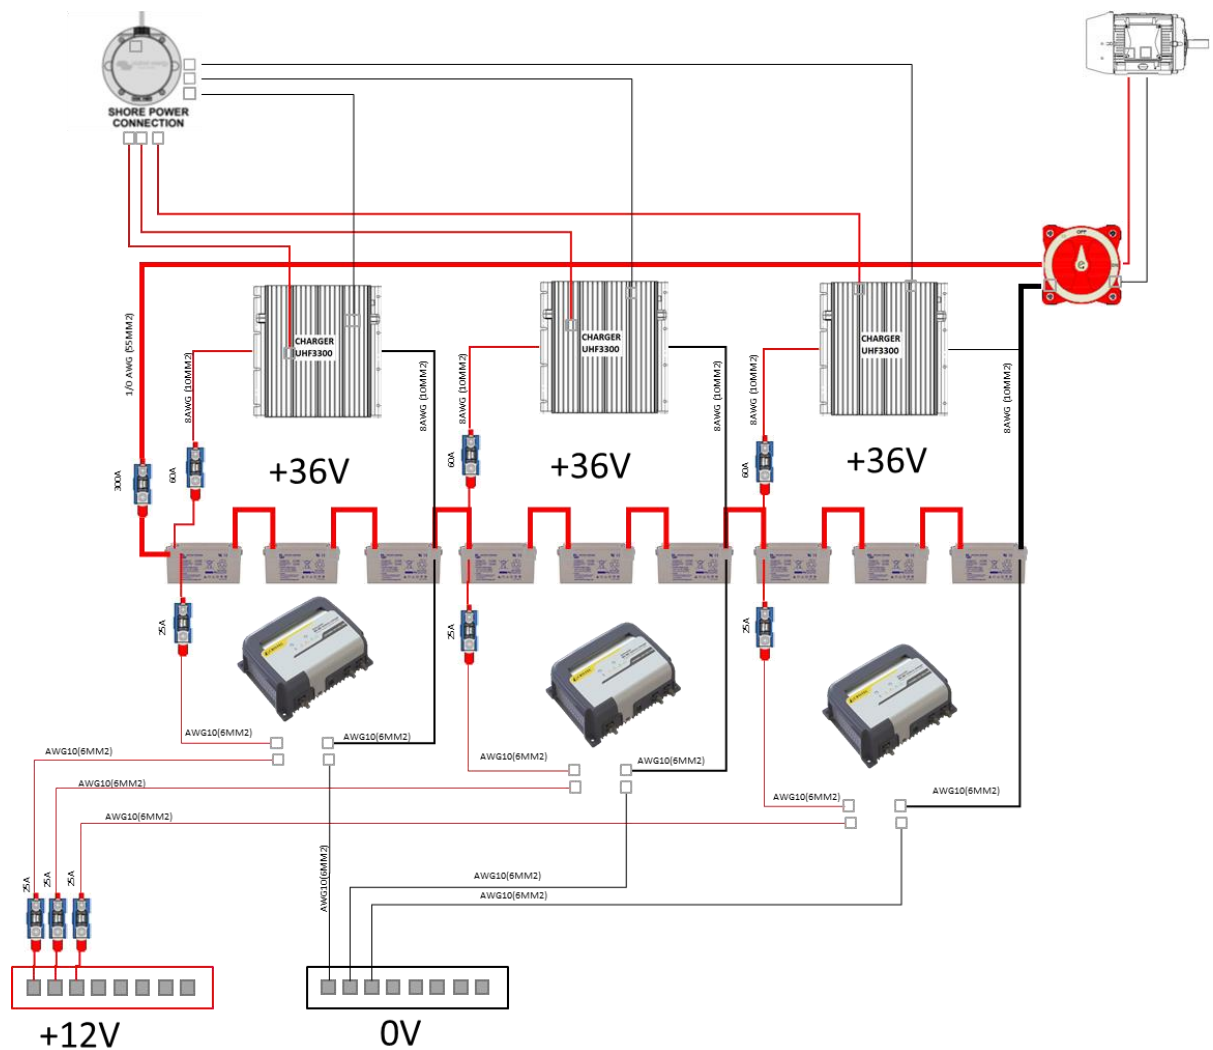 SHORE POWER
CONNECTION
OFF
1/0 AWG (55MM2)
8AWG (10MM2)
CHARGER
UHF3300
8AWG (10MM2)
8AWG (10MM2)
CHARGER
UHF3300
8AWG (10MM2)
8AWG (10MM2)
CHARGER
UHF3300
8AWG (10MM2)
300A
60A
+36V
60A
+36V
60A
+36V
25A
25A
25A
AWG10(6MM2)
AWG10(6MM2)
AWG10(6MM2)
AWG10(6MM2)
AWG10(6MM2)
AWG10(6MM2)
AWG10(6MM2)
AWG10(6MM2)
AWG10(6MM2)
25A
25A
25A
AWG10(6MM2)
AWG10(6MM2)
AWG10(6MM2)
+12V
0V